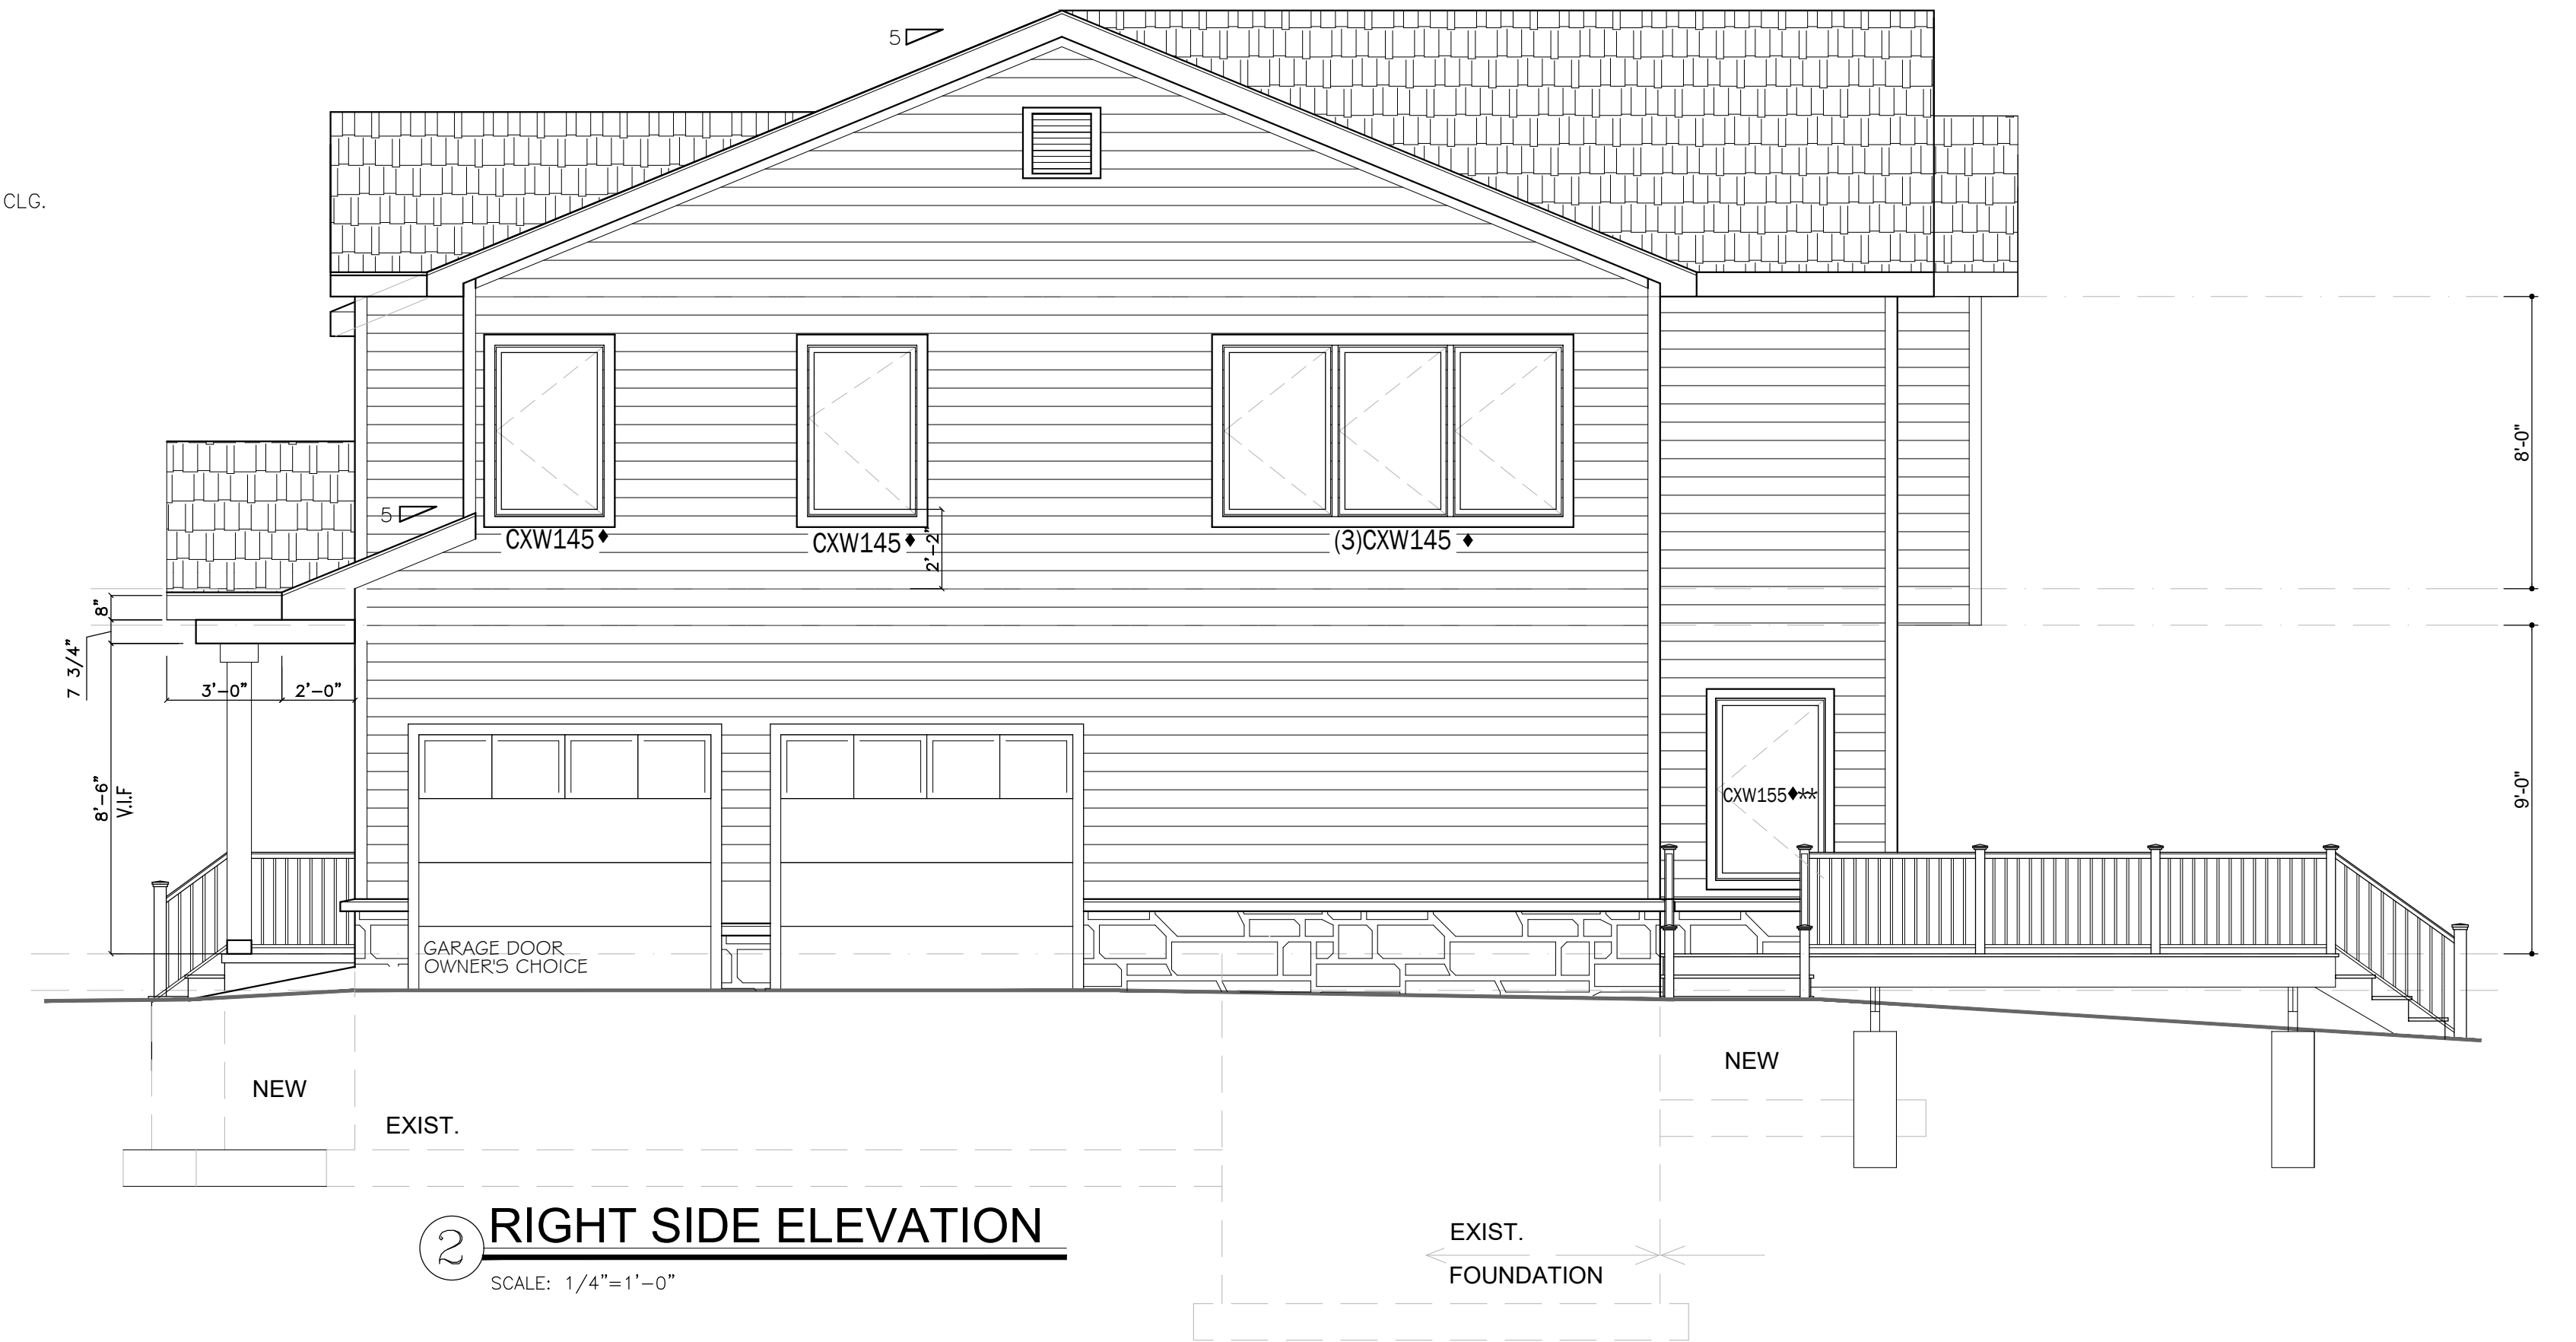 5
CLG.
8'-0"
5
CXW145♦
CXW145♦
(3)CXW145 ♦
2'-2"
8"
7 3/4"
3'-0" 2'-0"
8'-6"
V.I.F
CXW155♦**
9'-0"
GARAGE DOOR
OWNER'S CHOICE
NEW
NEW
EXIST.
2 RIGHT SIDE ELEVATION
SCALE: 1/4"=1'-0"
EXIST.
FOUNDATION